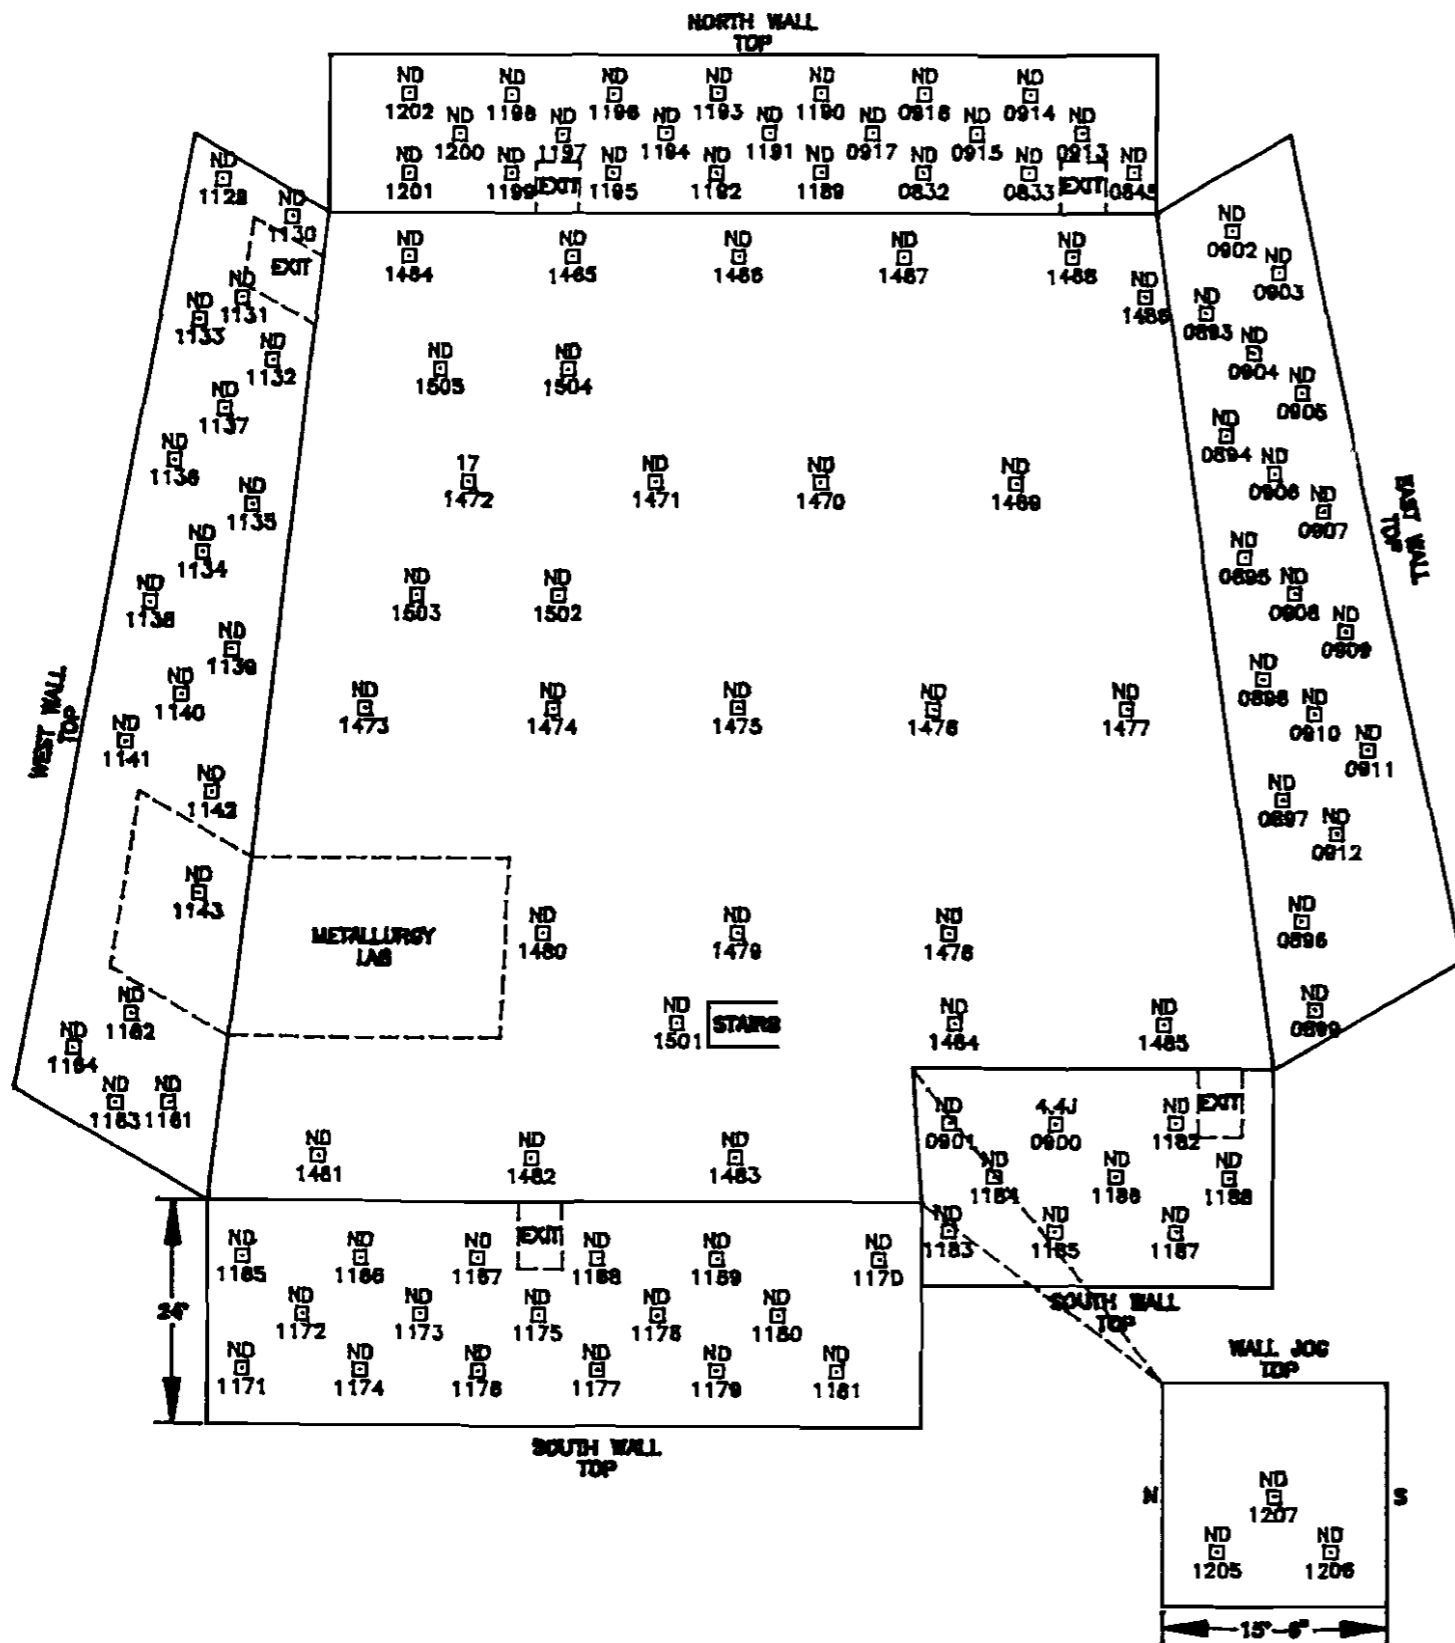 NORTH WALL
TOP
ND ND ND ND ND ND ND
1202 1198 1196 1193 1190 0918 0914
ND ND ND ND ND ND ND
1200 1197 1194 1191 0917 0915 0913
ND ND ND ND ND ND ND ND
1201 1199 EXIT 1195 1192 1189 0832 0833 EXIT 0845
ND
1130
EXIT
ND
1131
ND
1133
ND
1132
ND
1137
ND
1136
ND
1135
ND
1134
ND
1138
ND
1139
ND
1140
ND
1141
ND
1142
ND
1143
ND
1162
ND
1164
ND ND
1163 1161
WEST WALL
TOP
ND ND ND ND ND
1465 1467
ND ND
1505 1504
17 ND ND ND
1472 1471 1470 1469
ND ND
1503 1502
ND ND ND ND ND
1473 1474 1475 1476 1477
METALLURGY
LAB
ND ND ND
1480 1479 1478
ND
1501
STAIRS
ND ND
1485
ND ND ND
1481 1482 1483
ND
0902
ND
0903
ND
0893
ND
0904
ND
0905
ND
0894
ND
0906
ND
0907
ND
0895
ND
0908
ND
0909
ND
0910
ND
0911
ND
0897
ND
0912
ND
ND
0899
EAST WALL
TOP
ND 4.4J ND EXIT
0901 0900 1182
ND ND ND
1184 1186 1188
ND ND ND
1183 1185 1187
SOUTH WALL
TOP
24'
ND ND ND EXIT ND ND ND
1165 1166 1167 1168 1169 1170
ND ND ND ND ND
1172 1173 1175 1178 1180
ND ND ND ND ND ND
1171 1174 1176 1177 1179 1181
SOUTH WALL
TOP
WALL JOG
TOP
N S
ND
1207
ND ND
1205 1206
15'-6"